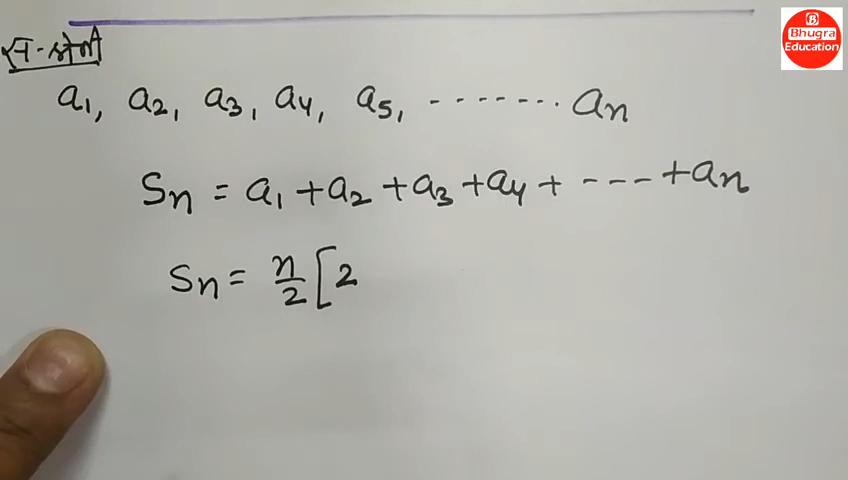 Bhugra
Education
a₁, a₂, a₃, a₄, a₅, ------- aₙ
Sₙ = a₁ + a₂ + a₃ + a₄ + --- + aₙ
Sₙ = n/2 [2